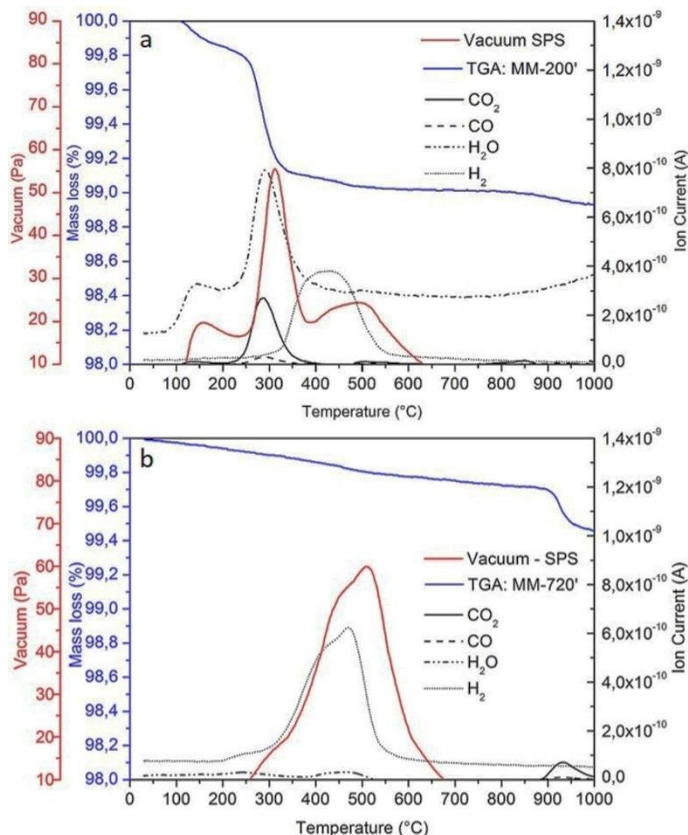 90
100,0
1,4x10⁻⁹
a
Vacuum SPS
TGA: MM-200'
CO₂
CO
H₂O
H₂
80
99,8
1,2x10⁻⁹
70
99,6
99,4
1,0x10⁻⁹
60
99,2
8,0x10⁻¹⁰
50
99,0
98,8
6,0x10⁻¹⁰
40
98,6
4,0x10⁻¹⁰
30
98,4
20
98,2
2,0x10⁻¹⁰
10
98,0
0,0
Vacuum (Pa)
Mass loss (%)
Ion Current (A)
0 100 200 300 400 500 600 700 800 900 1000
Temperature (°C)
90
100,0
1,4x10⁻⁹
b
80
99,8
1,2x10⁻⁹
70
99,6
99,4
1,0x10⁻⁹
60
99,2
8,0x10⁻¹⁰
50
99,0
98,8
6,0x10⁻¹⁰
40
98,6
4,0x10⁻¹⁰
30
98,4
20
98,2
2,0x10⁻¹⁰
10
98,0
0,0
Vacuum - SPS
TGA: MM-720'
CO₂
CO
H₂O
H₂
Vacuum (Pa)
Mass loss (%)
Ion Current (A)
0 100 200 300 400 500 600 700 800 900 1000
Temperature (°C)